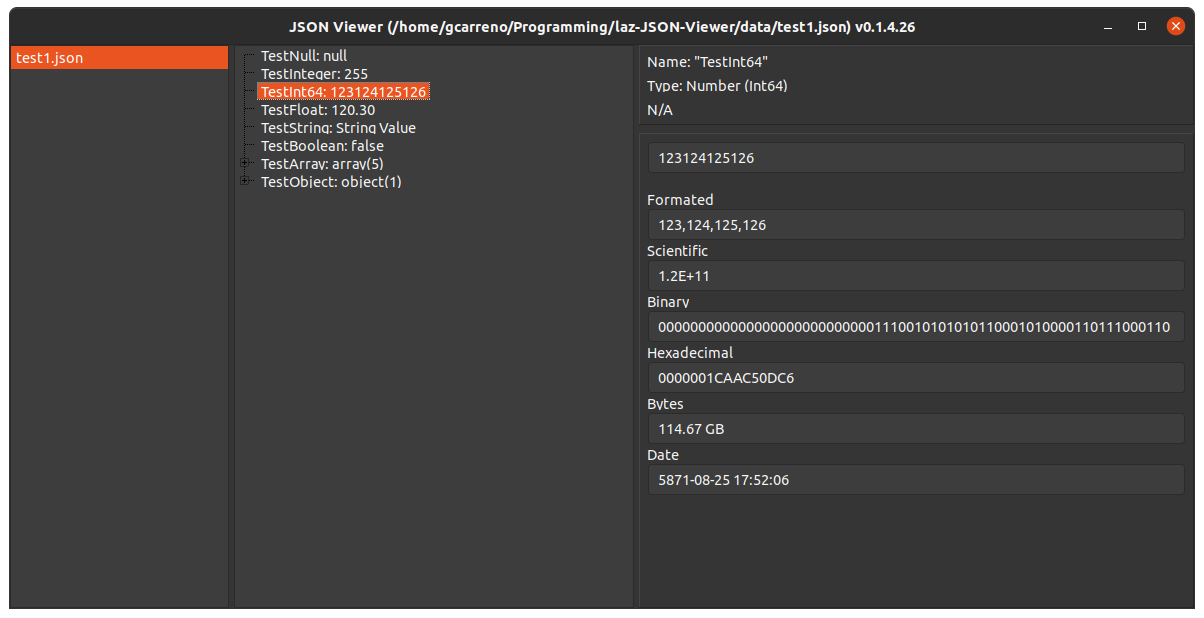 JSON Viewer (/home/gcarreno/Programming/laz-JSON-Viewer/data/test1.json) v0.1.4.26
test1.json
TestNull: null
TestInteger: 255
TestInt64: 123124125126
TestFloat: 120.30
TestString: String Value
TestBoolean: false
TestArray: array(5)
TestObject: object(1)
Name: "TestInt64"
Type: Number (Int64)
N/A
123124125126
Formated
123,124,125,126
Scientific
1.2E+11
Binary
0000000000000000000000000001110010101010110001010000110111000110
Hexadecimal
0000001CAAC50DC6
Bytes
114.67 GB
Date
5871-08-25 17:52:06